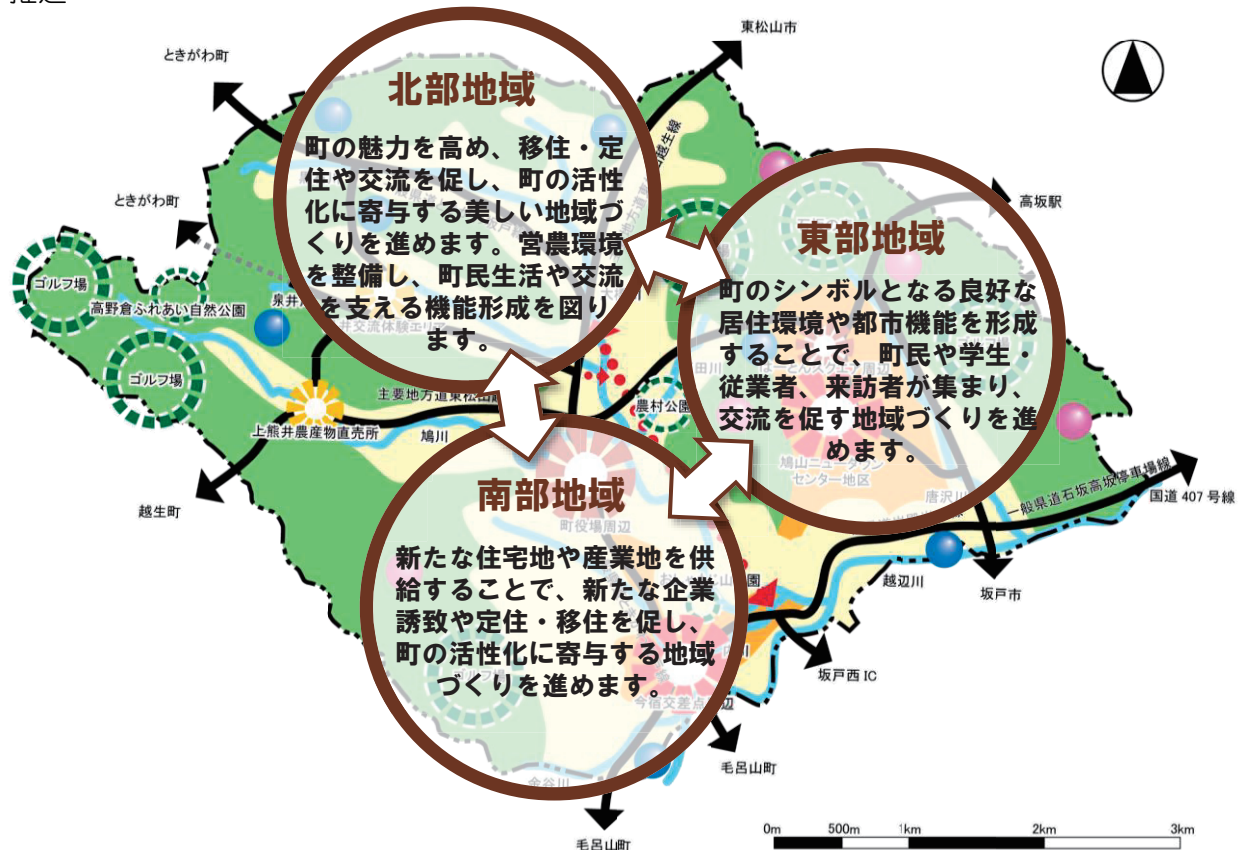 東松山市
ときがわ町
北部地域
町の魅力を高め、移住・定
住や交流を促し、町の活性
化に寄与する美しい地域づ
くりを進めます。営農環境
を整備し、町民生活や交流
を支える機能形成を図り
ます。
ときがわ町
高坂駅
東部地域
町のシンボルとなる良好な
居住環境や都市機能を形成
することで、町民や学生・
従業者、来訪者が集まり、
交流を促す地域づくりを進
めます。
ゴルフ場
高野倉ふれあい自然公園
ゴルフ場
主要地方道東松山
農村公園
上熊井農産物直売所
鳩川
鳩山ニュータウン
センター地区
唐沢川
一般県道石坂高坂停車場線
国道 407 号線
越生町
南部地域
町役場周辺
新たな住宅地や産業地を供
給することで、新たな企業
誘致や定住・移住を促し、
町の活性化に寄与する地域
づくりを進めます。
越辺川
坂戸市
坂戸西 IC
ゴルフ場
今宿交差点周辺
毛呂山町
金谷川
毛呂山町
0m 500m 1km 2km 3km